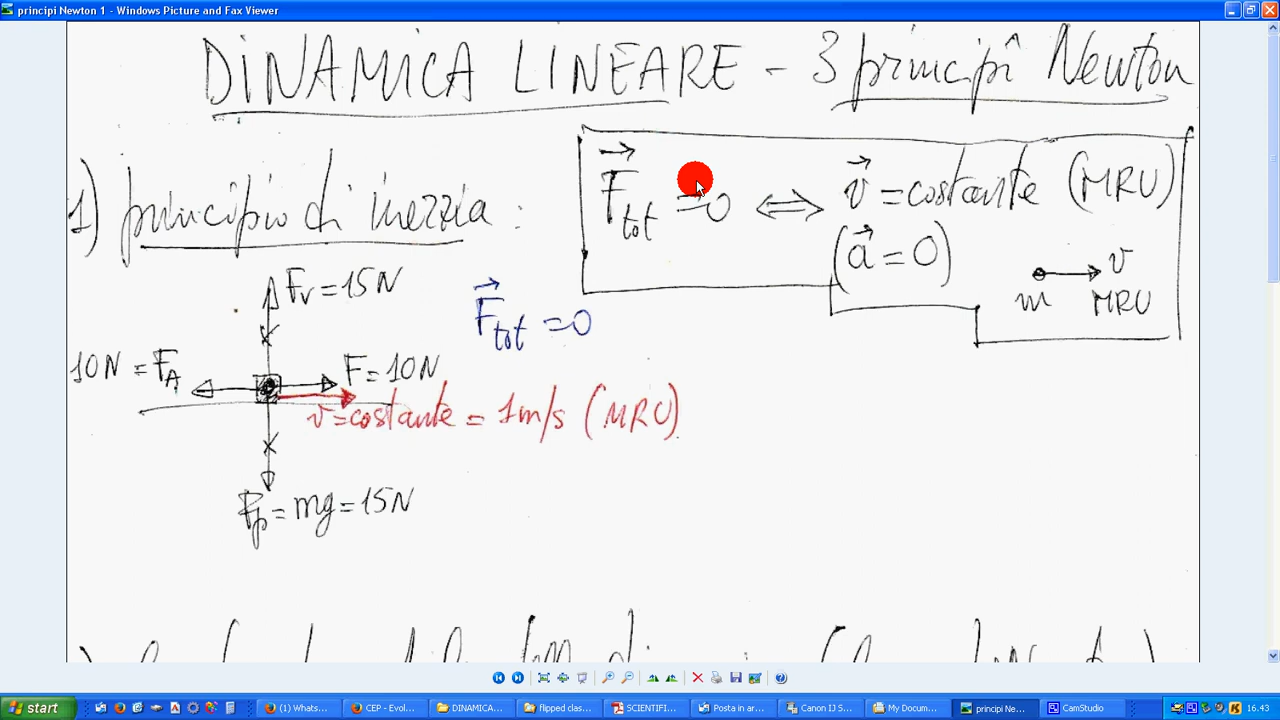 principi Newton 1 - Windows Picture and Fax Viewer
DINAMICA LINEARE - 3 principî Newton
1) principio di inerzia :
F tot = 0 ⇔ v = costante (MRU)
(a = 0)
v
m MRU
Fv = 15N
F tot = 0
10N = FA
F = 10N
v = costante = 1m/s (MRU)
Fp = mg = 15N
start
(1) Whats...
CEP - Evol...
DINAMICA...
flipped clas...
SCIENTIFI...
Posta in ar...
Canon IJ S...
My Docum...
principi Ne...
CamStudio
16.43